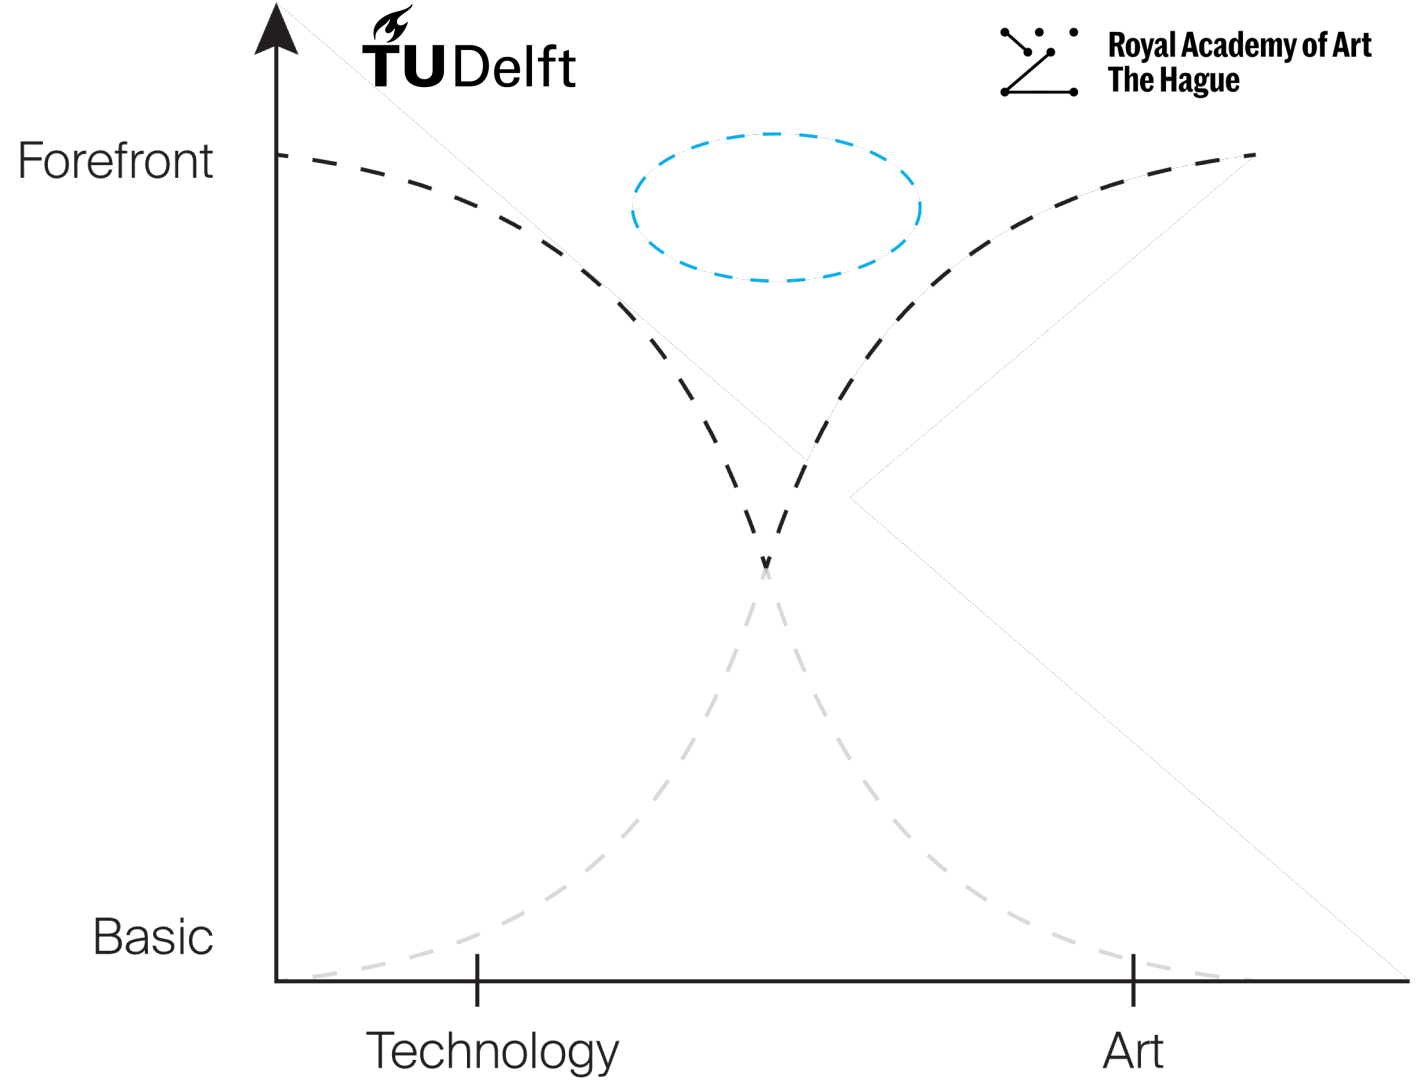 TUDelft
Royal Academy of Art
The Hague
Forefront
Basic
Technology
Art